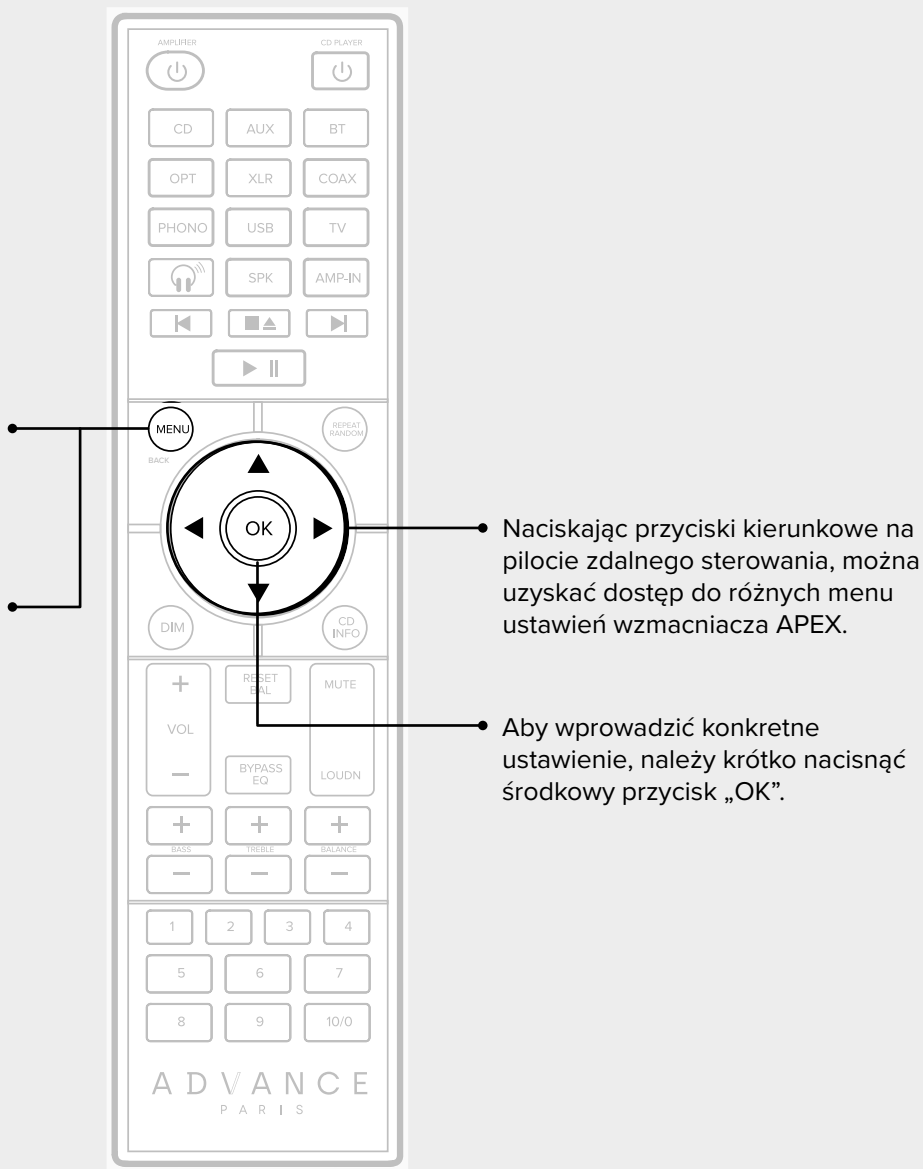 AMPLIFIER CD PLAYER
CD AUX BT
OPT XLR COAX
PHONO USB TV
SPK AMP-IN
MENU
REPEAT
RANDOM
BACK
OK
Naciskając przyciski kierunkowe na
pilocie zdalnego sterowania, można
uzyskać dostęp do różnych menu
ustawień wzmacniacza APEX.
DIM
CD
INFO
+
RESET
BAL
MUTE
VOL
Aby wprowadzić konkretne
ustawienie, należy krótko nacisnąć
środkowy przycisk „OK”.
−
BYPASS
EQ
LOUDN
+ + +
BASS TREBLE BALANCE
− − −
1 2 3 4
5 6 7
8 9 10/0
ADVANCE
PARIS